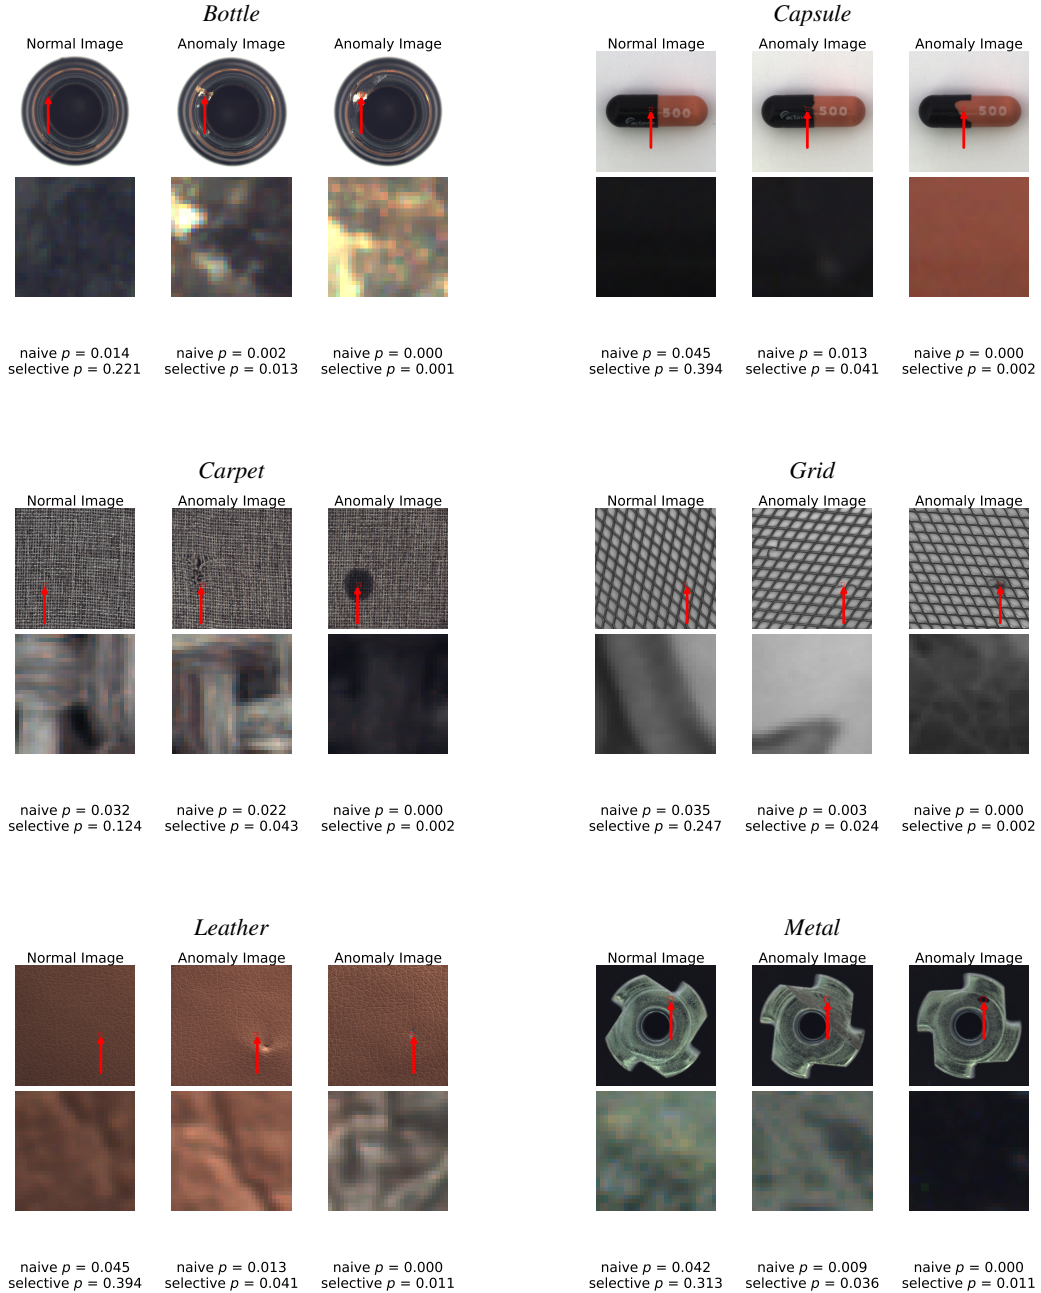 Bottle
Normal Image Anomaly Image Anomaly Image
naive p = 0.014 naive p = 0.002 naive p = 0.000
selective p = 0.221 selective p = 0.013 selective p = 0.001
Capsule
Normal Image Anomaly Image Anomaly Image
500 500 500
naive p = 0.045 naive p = 0.013 naive p = 0.000
selective p = 0.394 selective p = 0.041 selective p = 0.002
Carpet
Normal Image Anomaly Image Anomaly Image
naive p = 0.032 naive p = 0.022 naive p = 0.000
selective p = 0.124 selective p = 0.043 selective p = 0.002
Grid
Normal Image Anomaly Image Anomaly Image
naive p = 0.035 naive p = 0.003 naive p = 0.000
selective p = 0.247 selective p = 0.024 selective p = 0.002
Leather
Normal Image Anomaly Image Anomaly Image
naive p = 0.045 naive p = 0.013 naive p = 0.000
selective p = 0.394 selective p = 0.041 selective p = 0.011
Metal
Normal Image Anomaly Image Anomaly Image
naive p = 0.042 naive p = 0.009 naive p = 0.000
selective p = 0.313 selective p = 0.036 selective p = 0.011